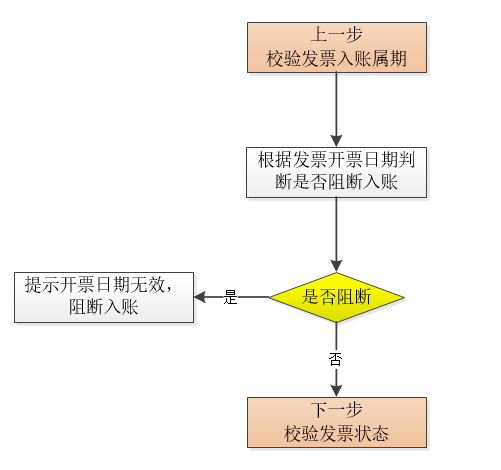 上一步
校验发票入账属期
根据发票开票日期判
断是否阻断入账
提示开票日期无效，
阻断入账
是
是否阻断
否
下一步
校验发票状态